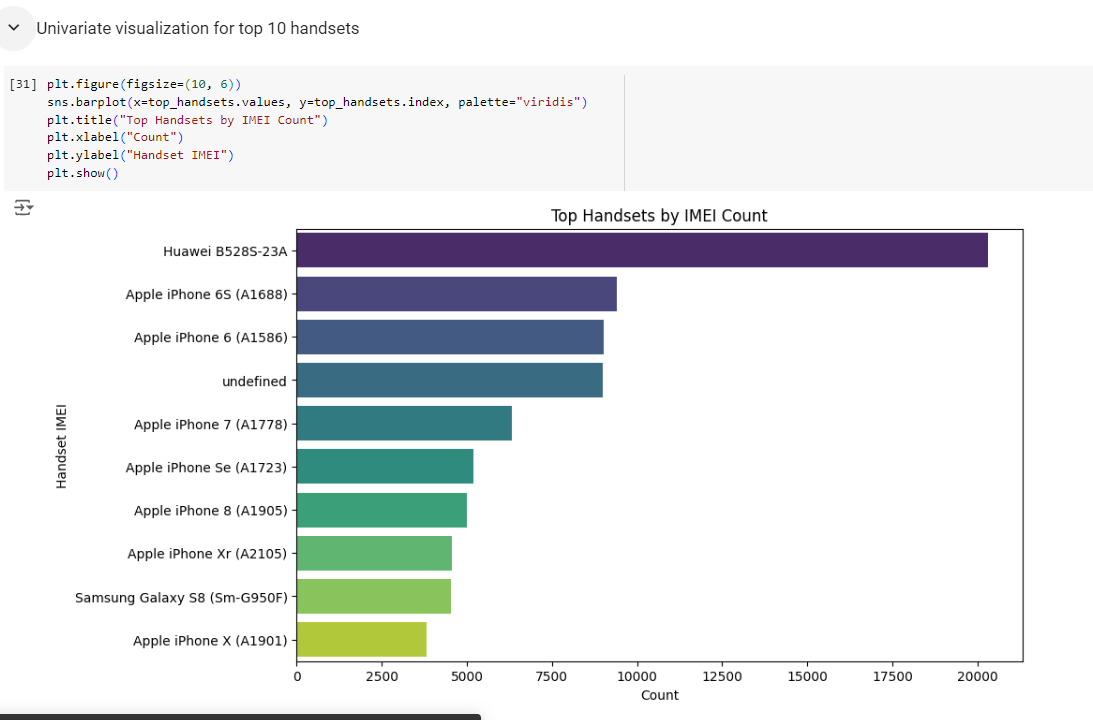 Univariate visualization for top 10 handsets
[31] plt.figure(figsize=(10, 6))
sns.barplot(x=top_handsets.values, y=top_handsets.index, palette="viridis")
plt.title("Top Handsets by IMEI Count")
plt.xlabel("Count")
plt.ylabel("Handset IMEI")
plt.show()
Top Handsets by IMEI Count
Handset IMEI
Huawei B528S-23A
Apple iPhone 6S (A1688)
Apple iPhone 6 (A1586)
undefined
Apple iPhone 7 (A1778)
Apple iPhone Se (A1723)
Apple iPhone 8 (A1905)
Apple iPhone Xr (A2105)
Samsung Galaxy S8 (Sm-G950F)
Apple iPhone X (A1901)
0 2500 5000 7500 10000 12500 15000 17500 20000
Count